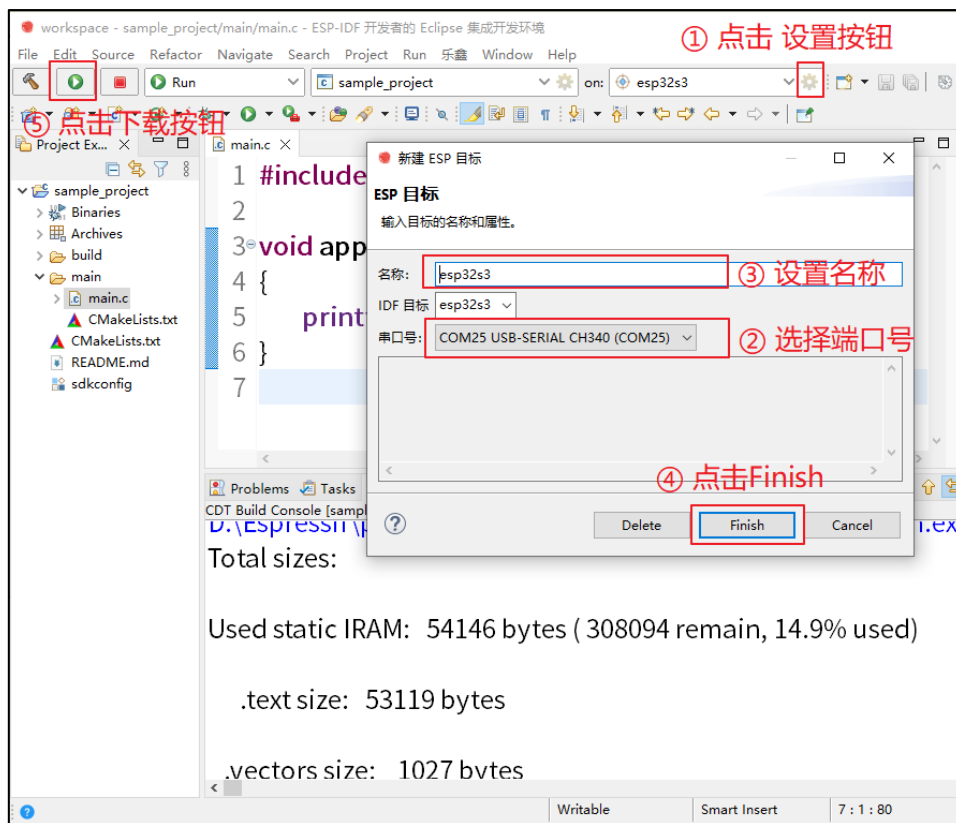 workspace - sample_project/main/main.c - ESP-IDF 开发者的 Eclipse 集成开发环境
① 点击 设置按钮
File Edit Source Refactor Navigate Search Project Run 乐鑫 Window Help
Run
sample_project
on:
esp32s3
⑤ 点击下载按钮
Project Ex...
main.c
sample_project
Binaries
Archives
build
main
main.c
CMakeLists.txt
CMakeLists.txt
README.md
sdkconfig
1 #include
2
3 void app
4 {
5 print
6 }
7
新建 ESP 目标
ESP 目标
输入目标的名称和属性。
名称: esp32s3
③ 设置名称
IDF 目标 esp32s3
串口号: COM25 USB-SERIAL CH340 (COM25)
② 选择端口号
④ 点击Finish
Delete Finish Cancel
Problems Tasks
CDT Build Console [sampl
Total sizes:
Used static IRAM: 54146 bytes ( 308094 remain, 14.9% used)
.text size: 53119 bytes
.vectors size: 1027 bytes
Writable Smart Insert 7 : 1 : 80